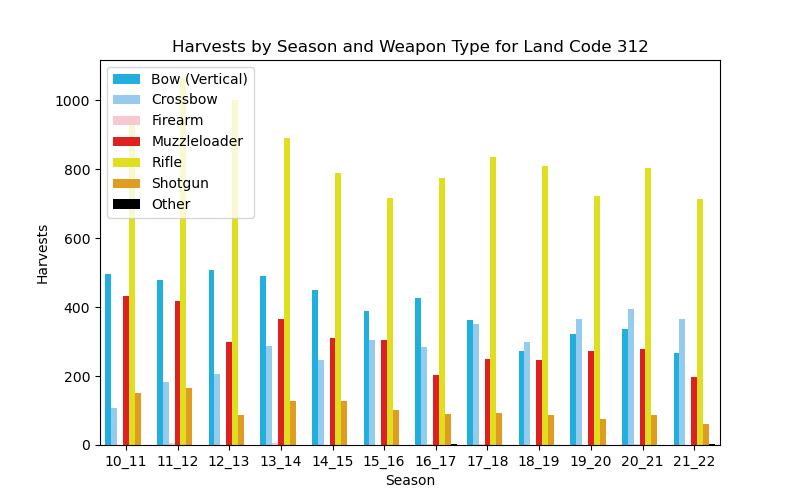 Harvests by Season and Weapon Type for Land Code 312
Harvests
1000
800
600
400
200
0
Bow (Vertical)
Crossbow
Firearm
Muzzleloader
Rifle
Shotgun
Other
10_11 11_12 12_13 13_14 14_15 15_16 16_17 17_18 18_19 19_20 20_21 21_22
Season